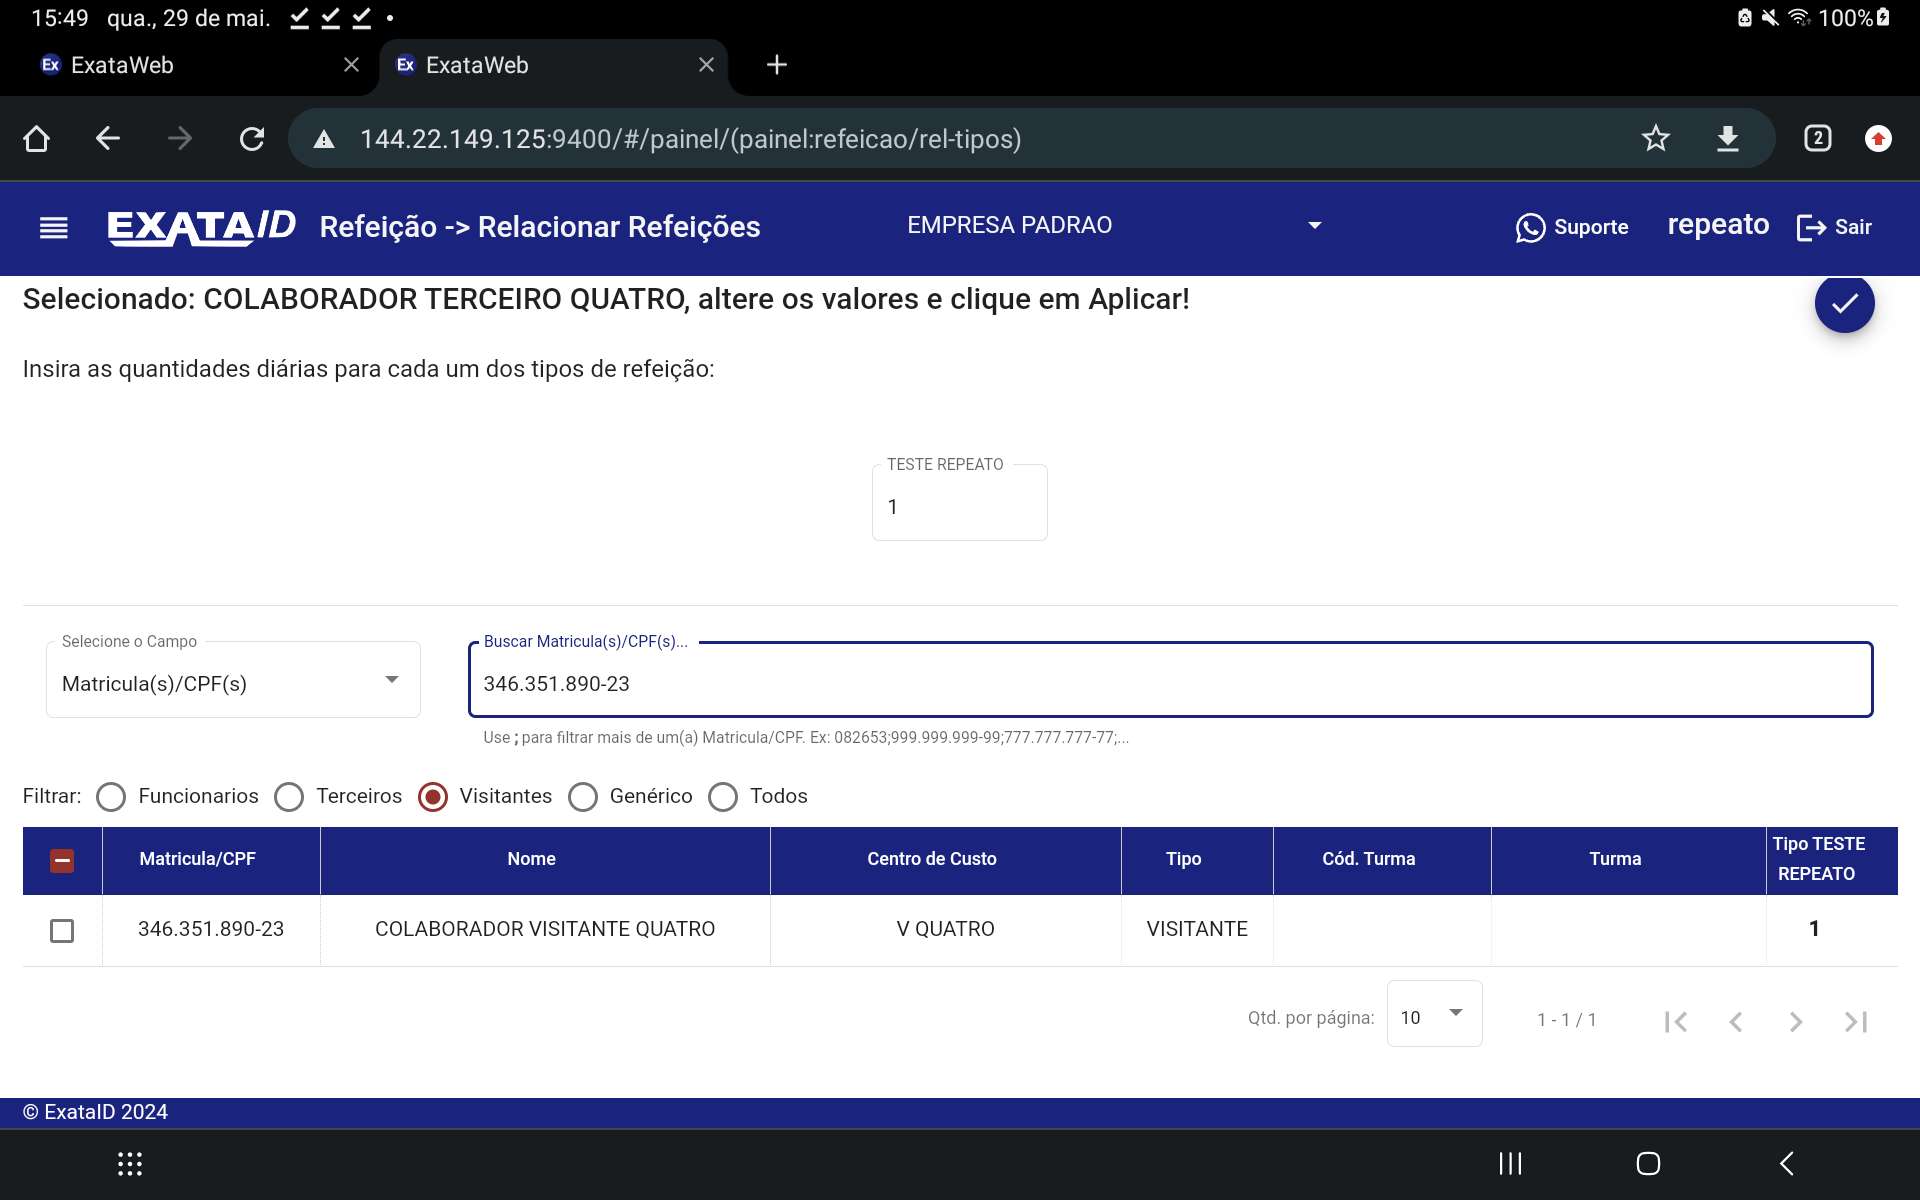 15:49 qua., 29 de mai. 100%
Ex ExataWeb Ex ExataWeb
144.22.149.125:9400/#/painel/(painel:refeicao/rel-tipos) 2
EXATAID Refeição -> Relacionar Refeições EMPRESA PADRAO Suporte repeato Sair
Selecionado: COLABORADOR TERCEIRO QUATRO, altere os valores e clique em Aplicar!
Insira as quantidades diárias para cada um dos tipos de refeição:
TESTE REPEATO
1
Selecione o Campo Buscar Matricula(s)/CPF(s)...
Matricula(s)/CPF(s) 346.351.890-23
Use ; para filtrar mais de um(a) Matricula/CPF. Ex: 082653;999.999.999-99;777.777.777-77;...
Filtrar: Funcionarios Terceiros Visitantes Genérico Todos
Matricula/CPF Nome Centro de Custo Tipo Cód. Turma Turma Tipo TESTE
REPEATO
346.351.890-23 COLABORADOR VISITANTE QUATRO V QUATRO VISITANTE 1
Qtd. por página: 10 1 - 1 / 1
© ExataID 2024